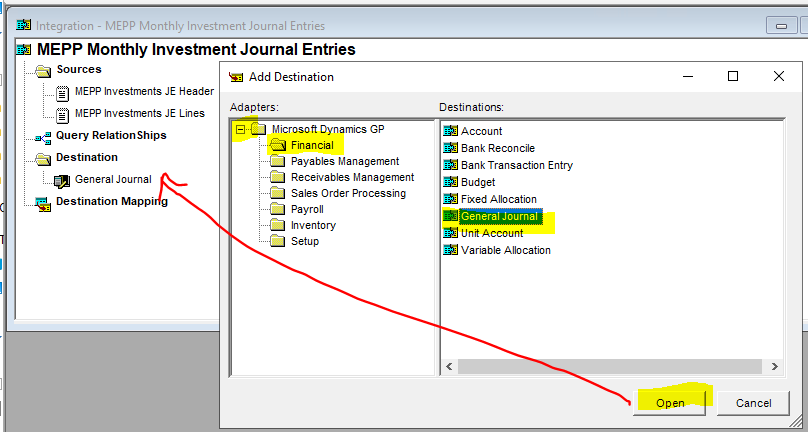 Integration - MEPP Monthly Investment Journal Entries
MEPP Monthly Investment Journal Entries
Sources
MEPP Investments JE Header
MEPP Investments JE Lines
Query RelationShips
Destination
General Journal
Destination Mapping
Add Destination
Adapters:
Microsoft Dynamics GP
Financial
Payables Management
Receivables Management
Sales Order Processing
Payroll
Inventory
Setup
Destinations:
Account
Bank Reconcile
Bank Transaction Entry
Budget
Fixed Allocation
General Journal
Unit Account
Variable Allocation
Open
Cancel